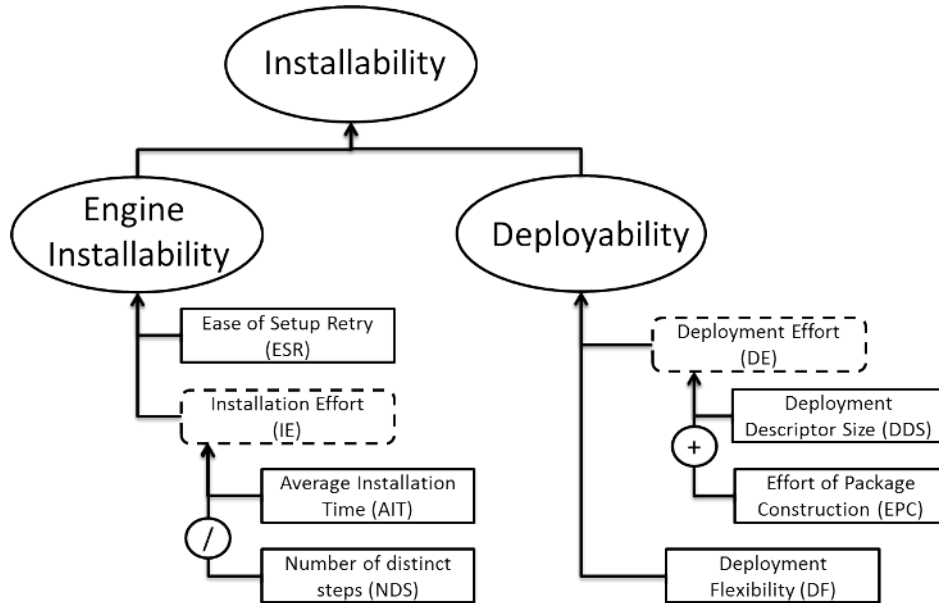 Installability
Engine
Installability
Deployability
Ease of Setup Retry
(ESR)
Installation Effort
(IE)
Average Installation
Time (AIT)
/
Number of distinct
steps (NDS)
Deployment Effort
(DE)
Deployment
Descriptor Size (DDS)
+
Effort of Package
Construction (EPC)
Deployment
Flexibility (DF)